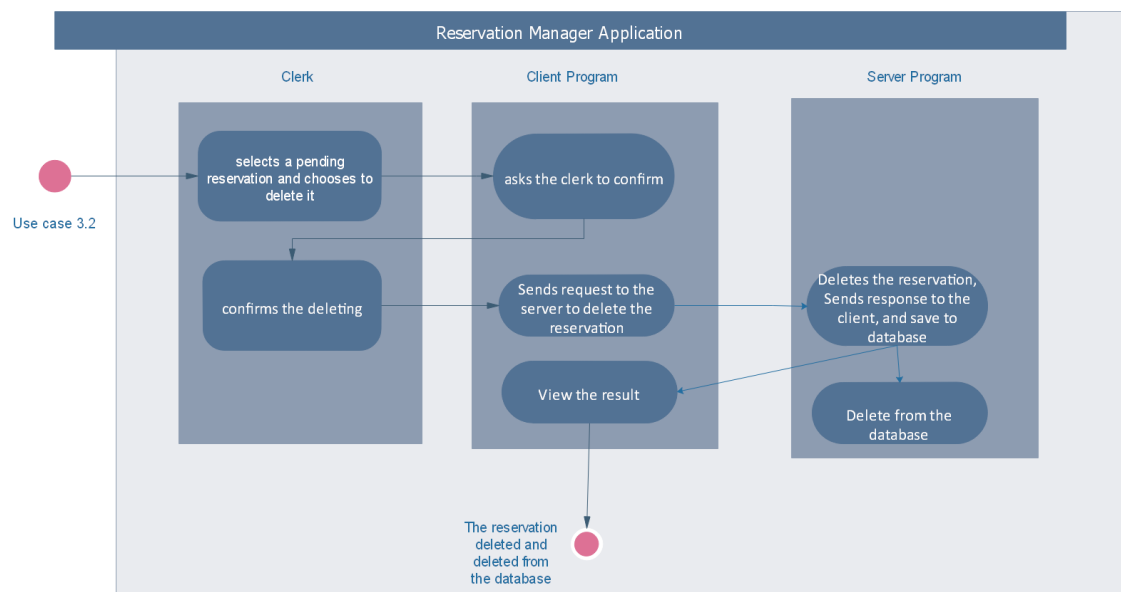 Reservation Manager Application
Clerk
Client Program
Server Program
selects a pending
reservation and chooses to
delete it
asks the clerk to confirm
Use case 3.2
confirms the deleting
Sends request to the
server to delete the
reservation
Deletes the reservation,
Sends response to the
client, and save to
database
View the result
Delete from the
database
The reservation
deleted and
deleted from
the database